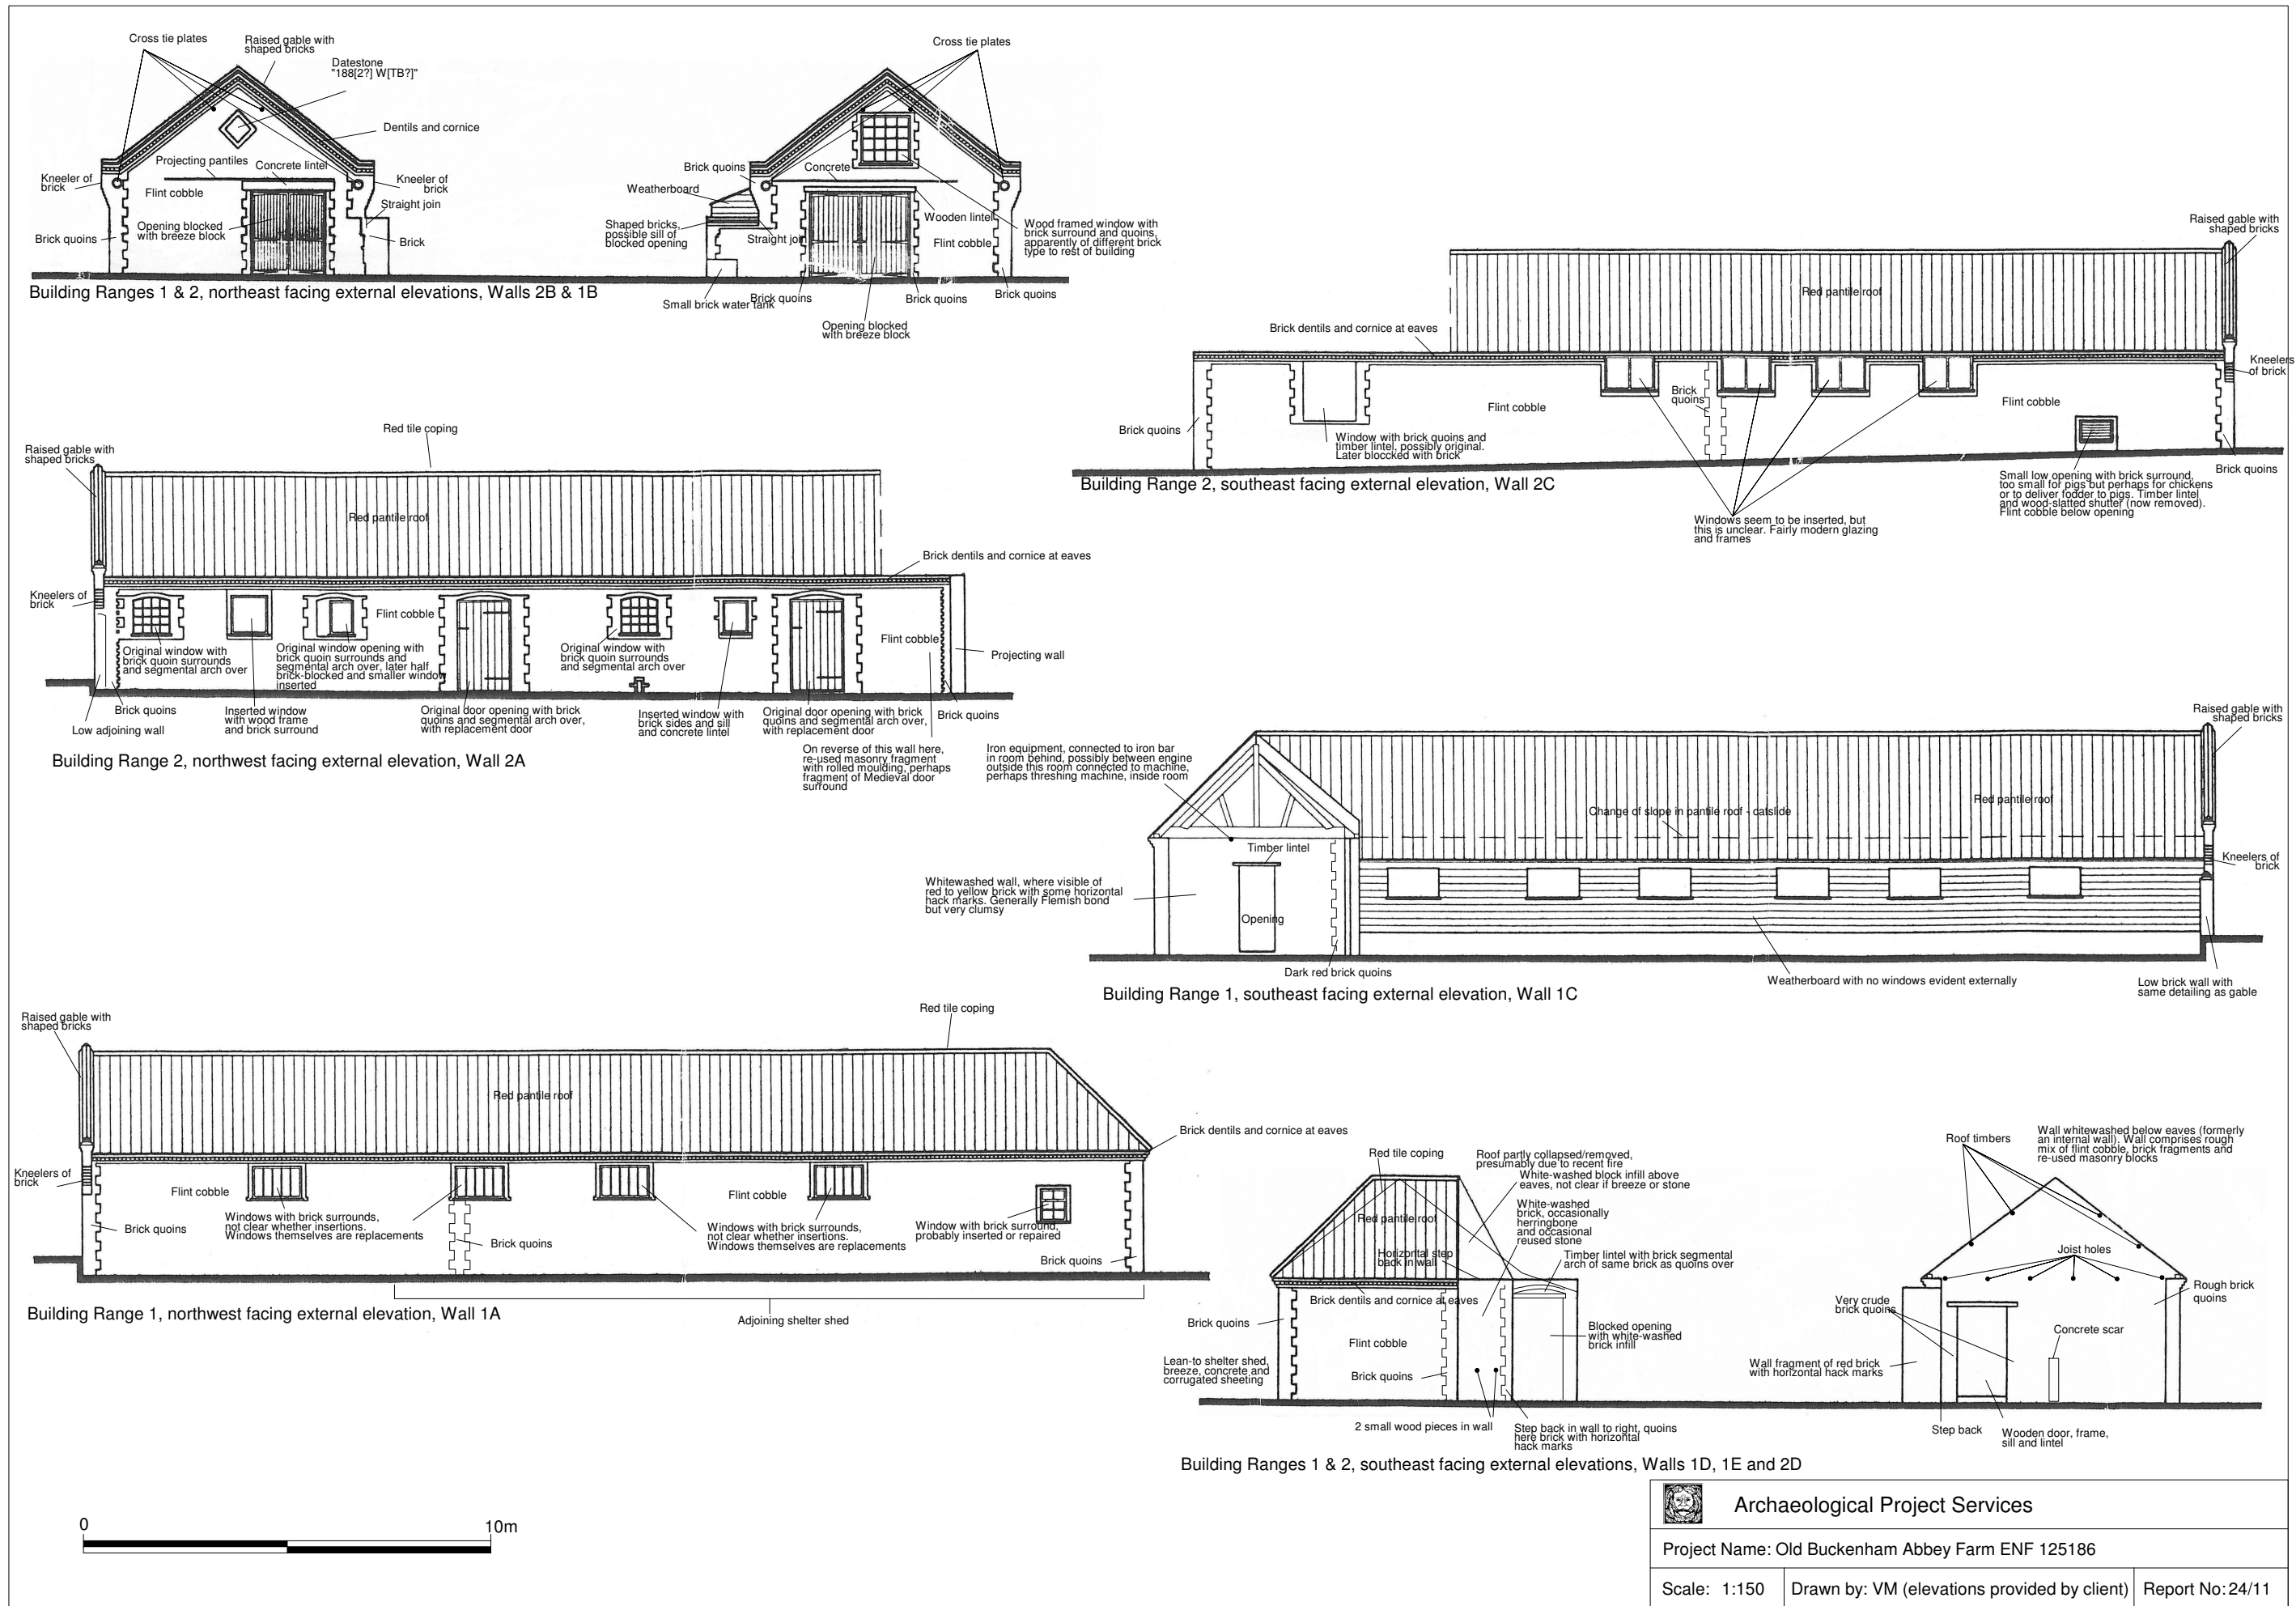 Cross tie plates
Raised gable with
shaped bricks
Datestone
"188[2?] W[TB?]"
Dentils and cornice
Projecting pantiles
Concrete lintel
Kneeler of
brick
Flint cobble
Kneeler of
brick
Straight join
Opening blocked
with breeze block
Brick quoins
Brick
Building Ranges 1 & 2, northeast facing external elevations, Walls 2B & 1B
Cross tie plates
Brick quoins
Concrete
Weatherboard
Wooden lintel
Shaped bricks,
possible sill of
blocked opening
Straight join
Flint cobble
Wood framed window with
brick surround and quoins,
apparently of different brick
type to rest of building
Small brick water tank
Brick quoins
Brick quoins
Brick quoins
Opening blocked
with breeze block
Raised gable with
shaped bricks
Red pantile roof
Brick dentils and cornice at eaves
Kneelers
of brick
Brick
quoins
Flint cobble
Flint cobble
Brick quoins
Window with brick quoins and
timber lintel, possibly original.
Later bloccked with brick
Brick quoins
Small low opening with brick surround,
too small for pigs but perhaps for chickens
or to deliver fodder to pigs. Timber lintel
and wood-slatted shutter (now removed).
Flint cobble below opening
Building Range 2, southeast facing external elevation, Wall 2C
Windows seem to be inserted, but
this is unclear. Fairly modern glazing
and frames
Red tile coping
Raised gable with
shaped bricks
Red pantile roof
Brick dentils and cornice at eaves
Kneelers of
brick
Flint cobble
Flint cobble
Original window with
brick quoin surrounds
and segmental arch over
Original window opening with
brick quoin surrounds and
segmental arch over, later half
brick-blocked and smaller window
inserted
Original window with
brick quoin surrounds
and segmental arch over
Projecting wall
Brick quoins
Low adjoining wall
Inserted window
with wood frame
and brick surround
Original door opening with brick
quoins and segmental arch over,
with replacement door
Inserted window with
brick sides and sill
and concrete lintel
Original door opening with brick
quoins and segmental arch over,
with replacement door
Brick quoins
On reverse of this wall here,
re-used masonry fragment
with rolled moulding, perhaps
fragment of Medieval door
surround
Building Range 2, northwest facing external elevation, Wall 2A
Iron equipment, connected to iron bar
in room behind, possibly between engine
outside this room connected to machine,
perhaps threshing machine, inside room
Raised gable with
shaped bricks
Red pantile roof
Change of slope in pantile roof - catslide
Timber lintel
Kneelers of
brick
Whitewashed wall, where visible of
red to yellow brick with some horizontal
hack marks. Generally Flemish bond
but very clumsy
Opening
Dark red brick quoins
Weatherboard with no windows evident externally
Low brick wall with
same detailing as gable
Building Range 1, southeast facing external elevation, Wall 1C
Red tile coping
Raised gable with
shaped bricks
Red pantile roof
Brick dentils and cornice at eaves
Kneelers of
brick
Flint cobble
Flint cobble
Brick quoins
Windows with brick surrounds,
not clear whether insertions.
Windows themselves are replacements
Brick quoins
Windows with brick surrounds,
not clear whether insertions.
Windows themselves are replacements
Window with brick surround,
probably inserted or repaired
Brick quoins
Building Range 1, northwest facing external elevation, Wall 1A
Adjoining shelter shed
Red tile coping
Roof partly collapsed/removed,
presumably due to recent fire
White-washed block infill above
eaves, not clear if breeze or stone
White-washed
brick, occasionally
herringbone
and occasional
reused stone
Red pantile roof
Horizontal step
back in wall
Timber lintel with brick segmental
arch of same brick as quoins over
Brick dentils and cornice at eaves
Brick quoins
Flint cobble
Blocked opening
with white-washed
brick infill
Lean-to shelter shed,
breeze, concrete and
corrugated sheeting
Brick quoins
2 small wood pieces in wall
Step back in wall to right, quoins
here brick with horizontal
hack marks
Roof timbers
Wall whitewashed below eaves (formerly
an internal wall). Wall comprises rough
mix of flint cobble, brick fragments and
re-used masonry blocks
Joist holes
Rough brick
quoins
Very crude
brick quoins
Concrete scar
Wall fragment of red brick
with horizontal hack marks
Step back
Wooden door, frame,
sill and lintel
Building Ranges 1 & 2, southeast facing external elevations, Walls 1D, 1E and 2D
0
10m
Archaeological Project Services
Project Name: Old Buckenham Abbey Farm ENF 125186
Scale: 1:150
Drawn by: VM (elevations provided by client)
Report No: 24/11